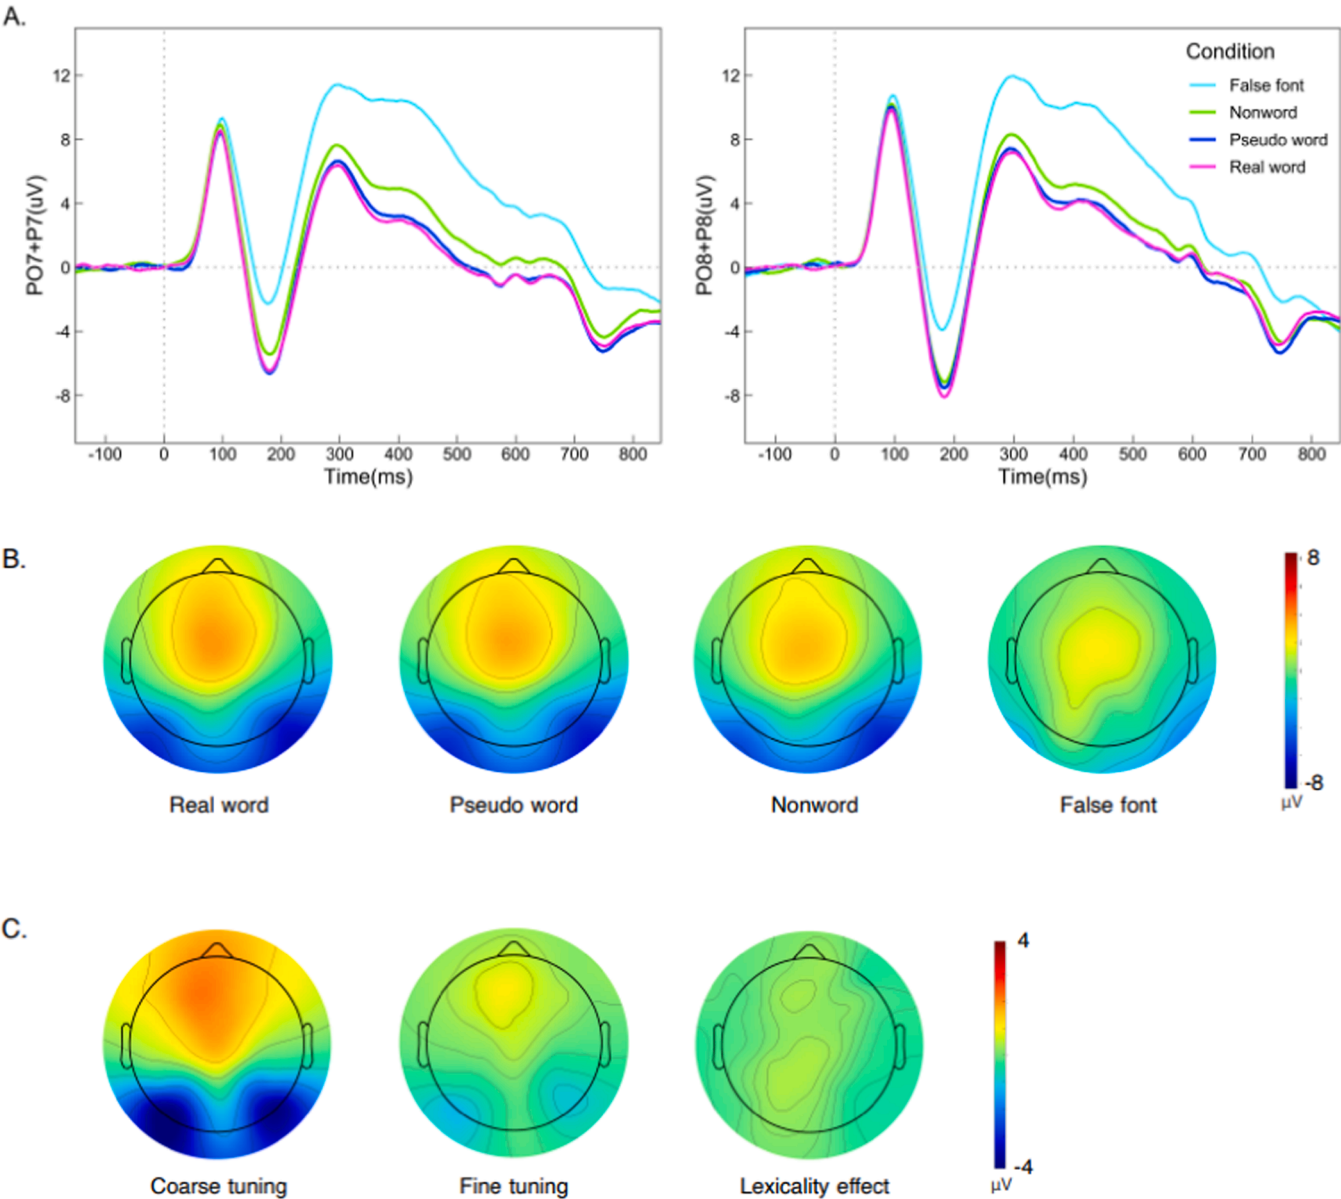 A.
PO7+P7(uV)
12
8
4
0
-4
-8
-100 0 100 200 300 400 500 600 700 800
Time(ms)
PO8+P8(uV)
12
8
4
0
-4
-8
-100 0 100 200 300 400 500 600 700 800
Time(ms)
Condition
False font
Nonword
Pseudo word
Real word
B.
Real word
Pseudo word
Nonword
False font
8
-8
μV
C.
Coarse tuning
Fine tuning
Lexicality effect
4
-4
μV